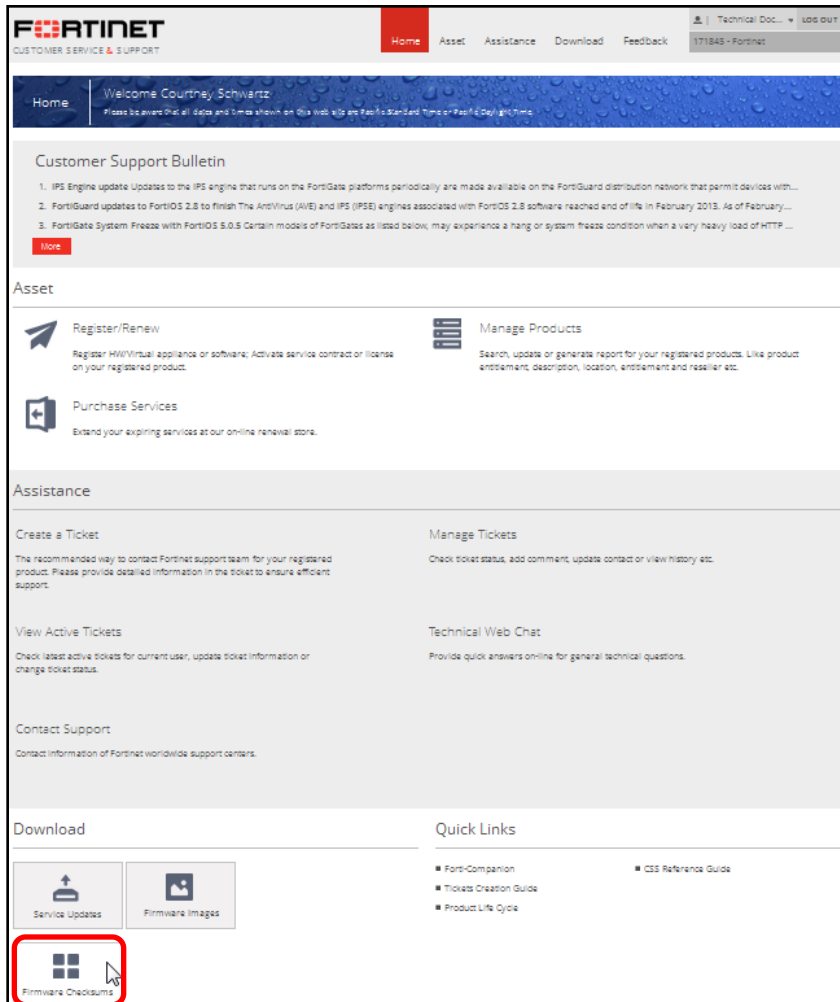 FORTINET
CUSTOMER SERVICE & SUPPORT
Home Asset Assistance Download Feedback
| Technical Doc... LOG OUT
171845 - Fortinet
Home
Welcome Courtney Schwartz
Please be aware that all dates and times shown on this web site are Pacific Standard Time or Pacific Daylight Time.
Customer Support Bulletin
1. IPS Engine update Updates to the IPS engine that runs on the FortiGate platforms periodically are made available on the FortiGuard distribution network that permit devices with...
2. FortiGuard updates to FortiOS 2.8 to finish The AntiVirus (AVE) and IPS (IPSE) engines associated with FortiOS 2.8 software reached end of life in February 2013. As of February...
3. FortiGate System Freeze with FortiOS 5.0.5 Certain models of FortiGates as listed below, may experience a hang or system freeze condition when a very heavy load of HTTP ...
More
Asset
Register/Renew
Register HW/Virtual appliance or software; Activate service contract or license
on your registered product.
Manage Products
Search, update or generate report for your registered products. Like product
entitlement, description, location, entitlement and reseller etc.
Purchase Services
Extend your expiring services at our on-line renewal store.
Assistance
Create a Ticket
The recommended way to contact Fortinet support team for your registered
product. Please provide detailed information in the ticket to ensure efficient
support.
Manage Tickets
Check ticket status, add comment, update contact or view history etc.
View Active Tickets
Check latest active tickets for current user, update ticket information or
change ticket status.
Technical Web Chat
Provide quick answers on-line for general technical questions.
Contact Support
Contact information of Fortinet worldwide support centers.
Download
Service Updates
Firmware Images
Firmware Checksums
Quick Links
Forti-Companion
Tickets Creation Guide
Product Life Cycle
CSS Reference Guide